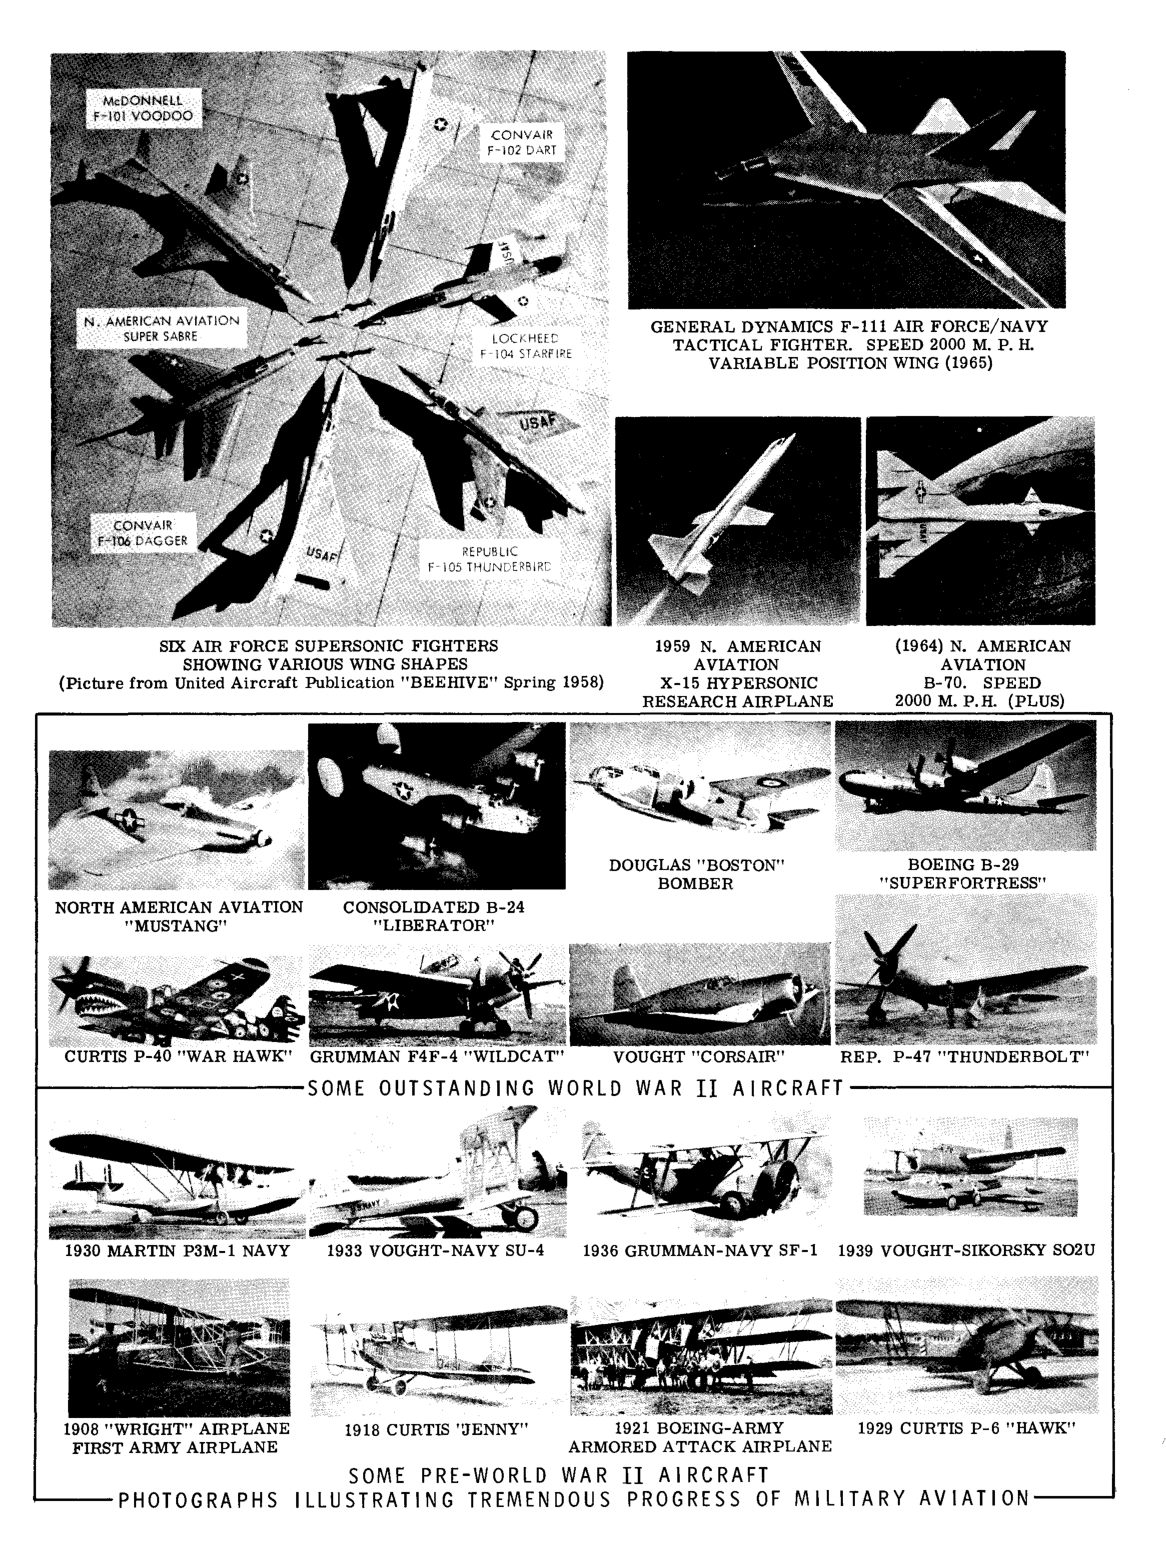 McDONNELL
F-101 VOODOO
CONVAIR
F-102 DART
N. AMERICAN AVIATION
SUPER SABRE
USAF
LOCKHEED
F-104 STARFIRE
USAF
CONVAIR
F-106 DAGGER
USAF
REPUBLIC
F-105 THUNDERBIRD
SIX AIR FORCE SUPERSONIC FIGHTERS
SHOWING VARIOUS WING SHAPES
(Picture from United Aircraft Publication "BEEHIVE" Spring 1958)
GENERAL DYNAMICS F-111 AIR FORCE/NAVY
TACTICAL FIGHTER. SPEED 2000 M. P. H.
VARIABLE POSITION WING (1965)
1959 N. AMERICAN
AVIATION
X-15 HYPERSONIC
RESEARCH AIRPLANE
(1964) N. AMERICAN
AVIATION
B-70. SPEED
2000 M. P. H. (PLUS)
NORTH AMERICAN AVIATION
"MUSTANG"
CONSOLIDATED B-24
"LIBERATOR"
DOUGLAS "BOSTON"
BOMBER
BOEING B-29
"SUPERFORTRESS"
CURTIS P-40 "WAR HAWK"
GRUMMAN F4F-4 "WILDCAT"
VOUGHT "CORSAIR"
REP. P-47 "THUNDERBOLT"
SOME OUTSTANDING WORLD WAR II AIRCRAFT
1930 MARTIN P3M-1 NAVY
1933 VOUGHT-NAVY SU-4
1936 GRUMMAN-NAVY SF-1
1939 VOUGHT-SIKORSKY SO2U
1908 "WRIGHT" AIRPLANE
FIRST ARMY AIRPLANE
1918 CURTIS "JENNY"
1921 BOEING-ARMY
ARMORED ATTACK AIRPLANE
1929 CURTIS P-6 "HAWK"
SOME PRE-WORLD WAR II AIRCRAFT
PHOTOGRAPHS ILLUSTRATING TREMENDOUS PROGRESS OF MILITARY AVIATION